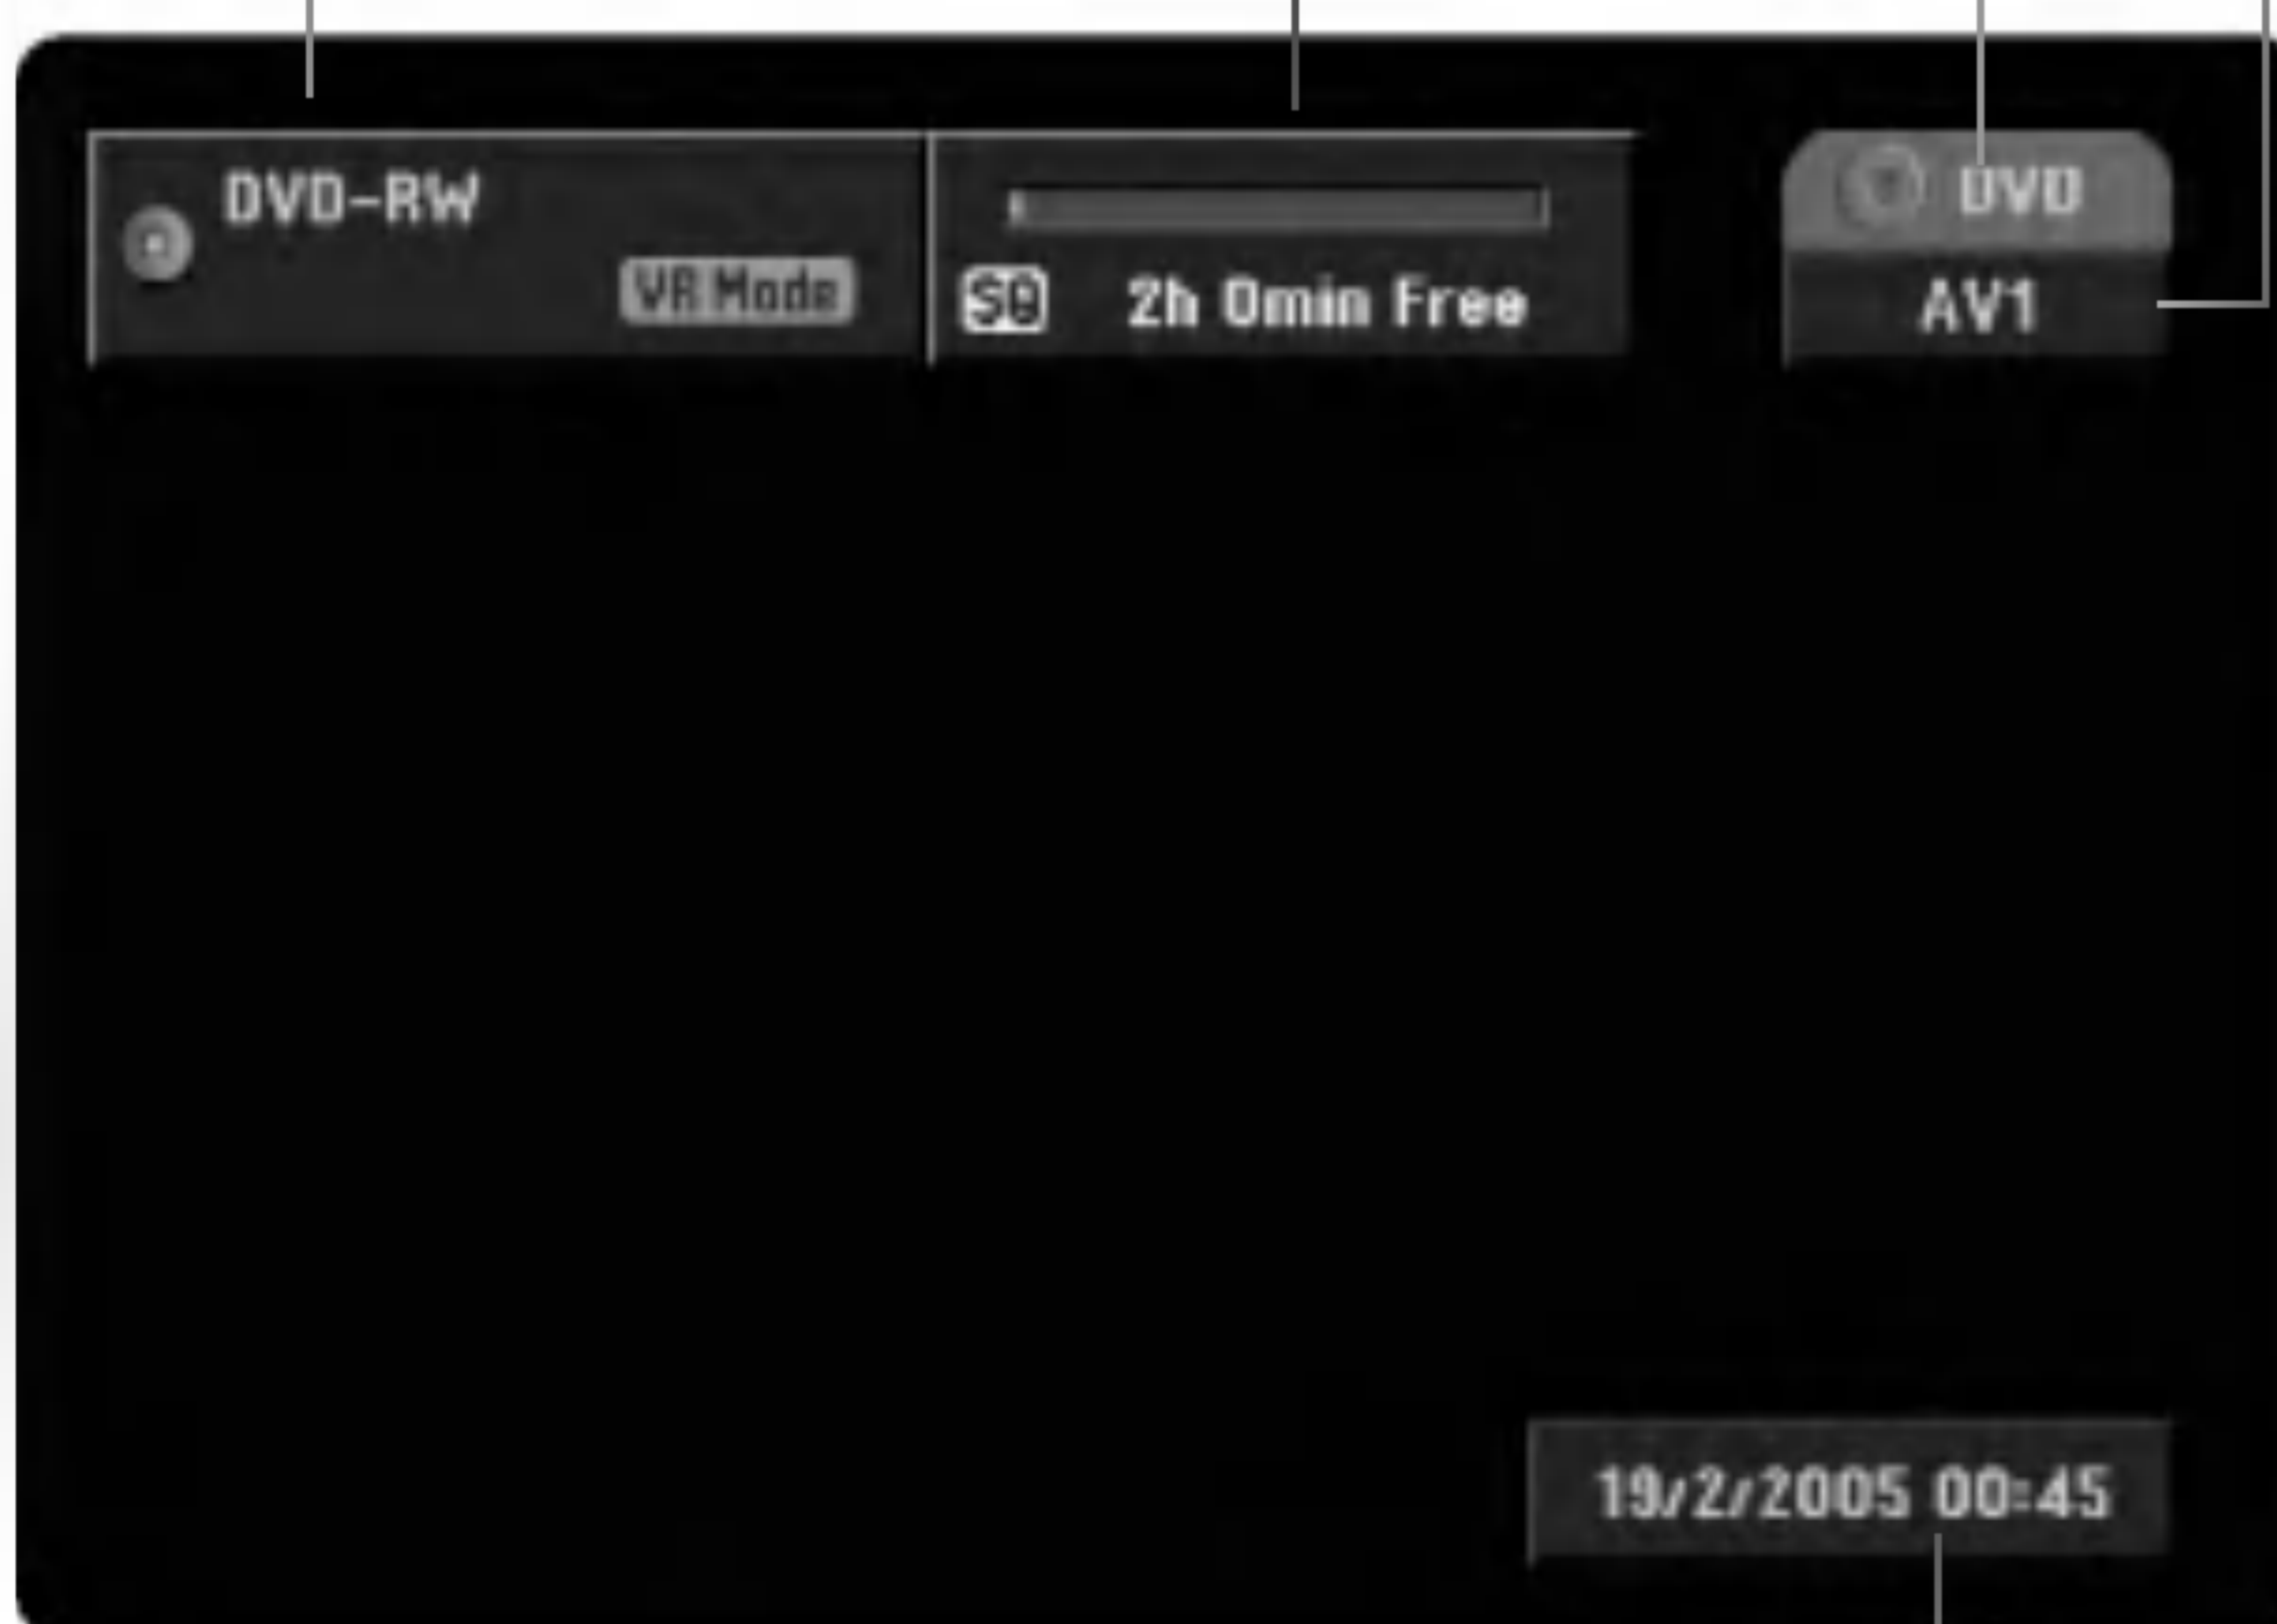 DVD-RW
VR Mode
SQ 2h 0min Free
DVD
AV1
19/2/2005 00:45